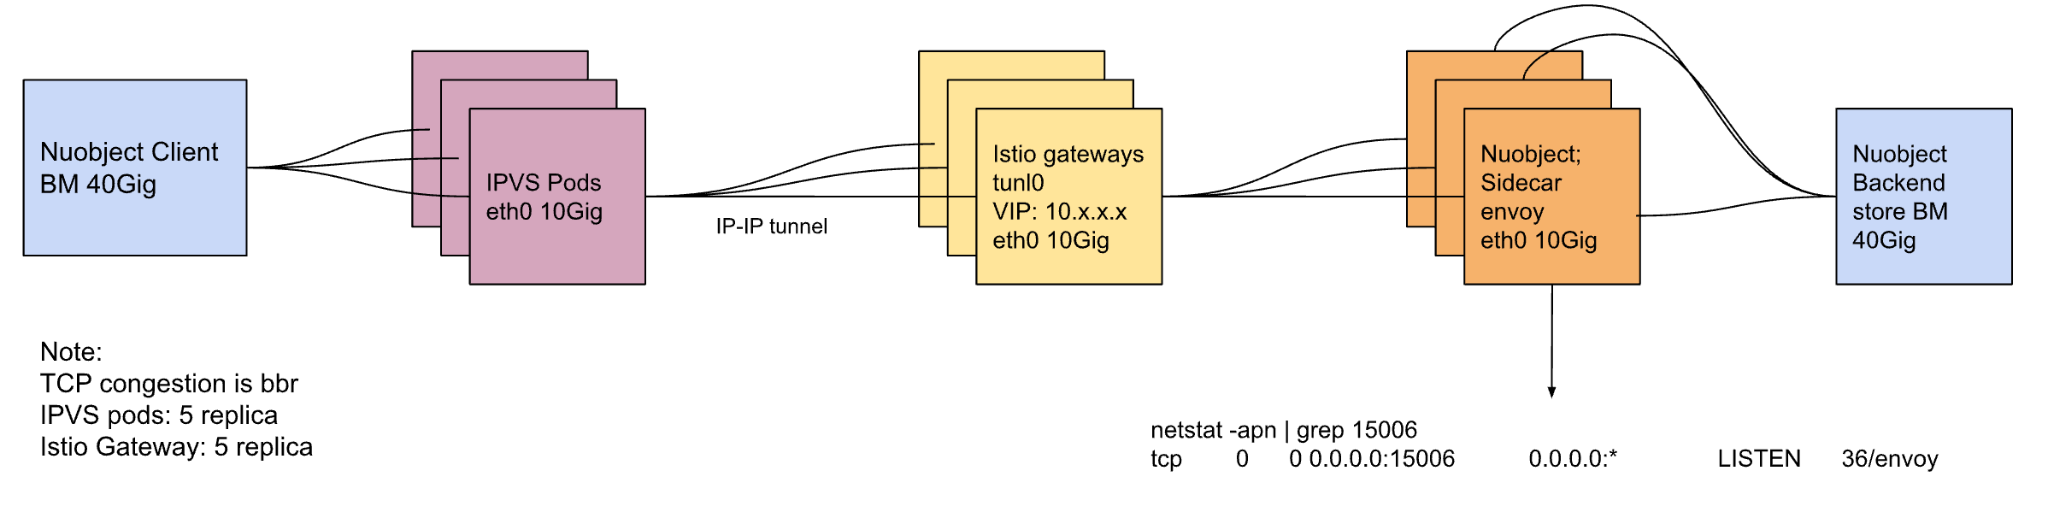 Nuobject Client
BM 40Gig
IPVS Pods
eth0 10Gig
IP-IP tunnel
Istio gateways
tunl0
VIP: 10.x.x.x
eth0 10Gig
Nuobject;
Sidecar
envoy
eth0 10Gig
Nuobject
Backend
store BM
40Gig
Note:
TCP congestion is bbr
IPVS pods: 5 replica
Istio Gateway: 5 replica
netstat -apn | grep 15006
tcp 0 0 0.0.0.0:15006 0.0.0.0:* LISTEN 36/envoy